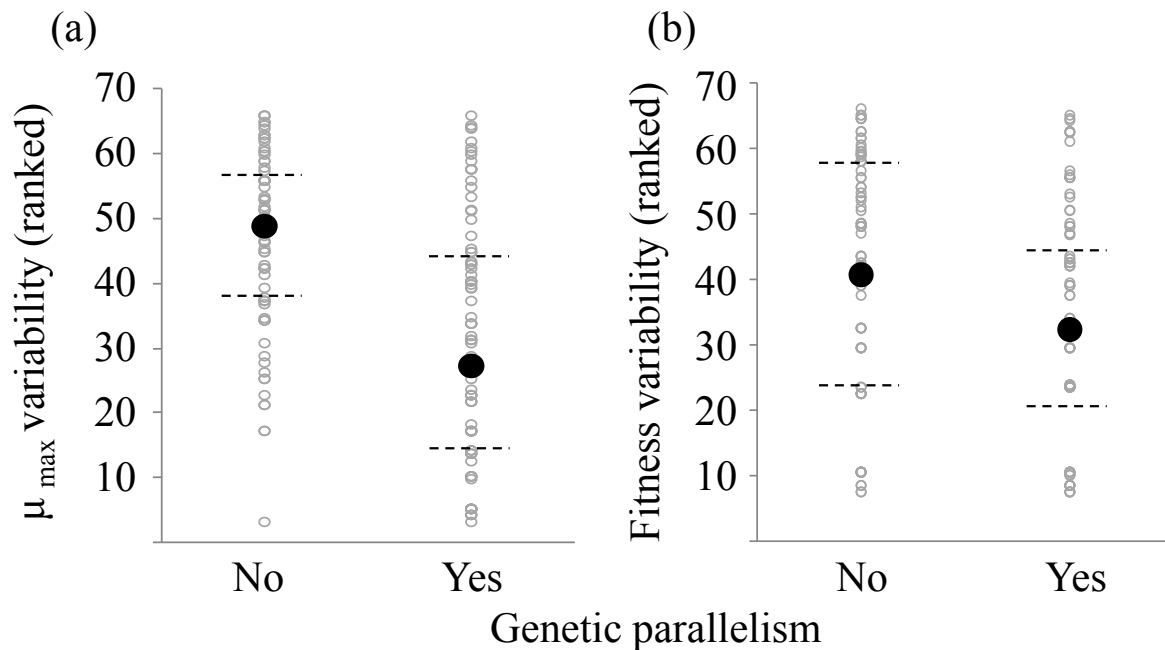 (a)
μ max variability (ranked)
70
60
50
40
30
20
10
No
Yes
(b)
Fitness variability (ranked)
70
60
50
40
30
20
10
No
Yes
Genetic parallelism